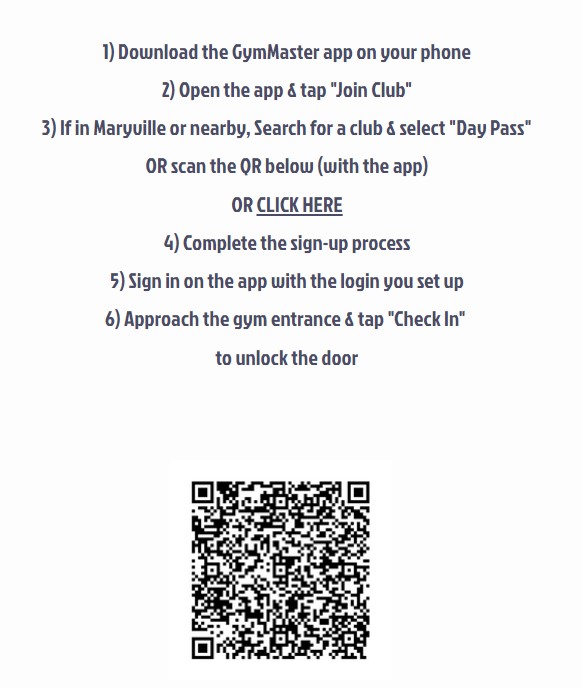 1) Download the GymMaster app on your phone
2) Open the app & tap "Join Club"
3) If in Maryville or nearby, Search for a club & select "Day Pass"
OR scan the QR below (with the app)
OR CLICK HERE
4) Complete the sign-up process
5) Sign in on the app with the login you set up
6) Approach the gym entrance & tap "Check In"
to unlock the door